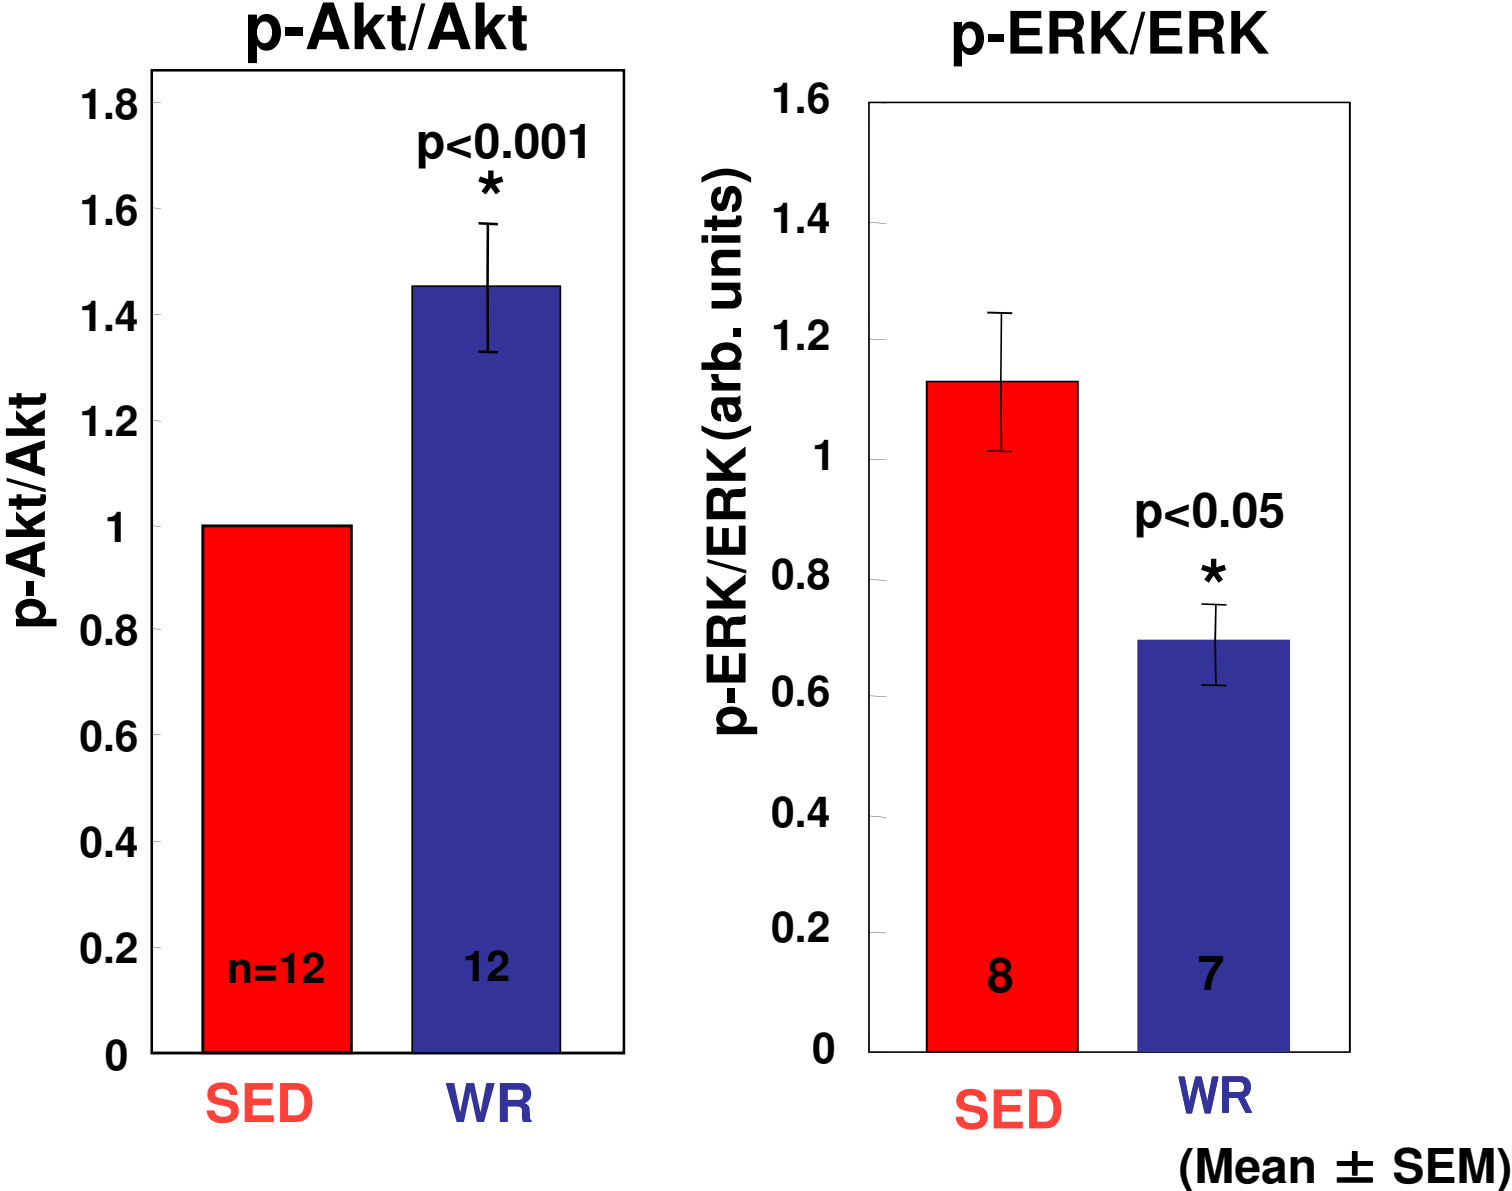 p-Akt/Akt
p-Akt/Akt
1.8
1.6
1.4
1.2
1
0.8
0.6
0.4
0.2
0
p<0.001
*
n=12
12
SED
WR
p-ERK/ERK
p-ERK/ERK(arb. units)
1.6
1.4
1.2
1
0.8
0.6
0.4
0.2
0
p<0.05
*
8
7
SED
WR
(Mean ± SEM)